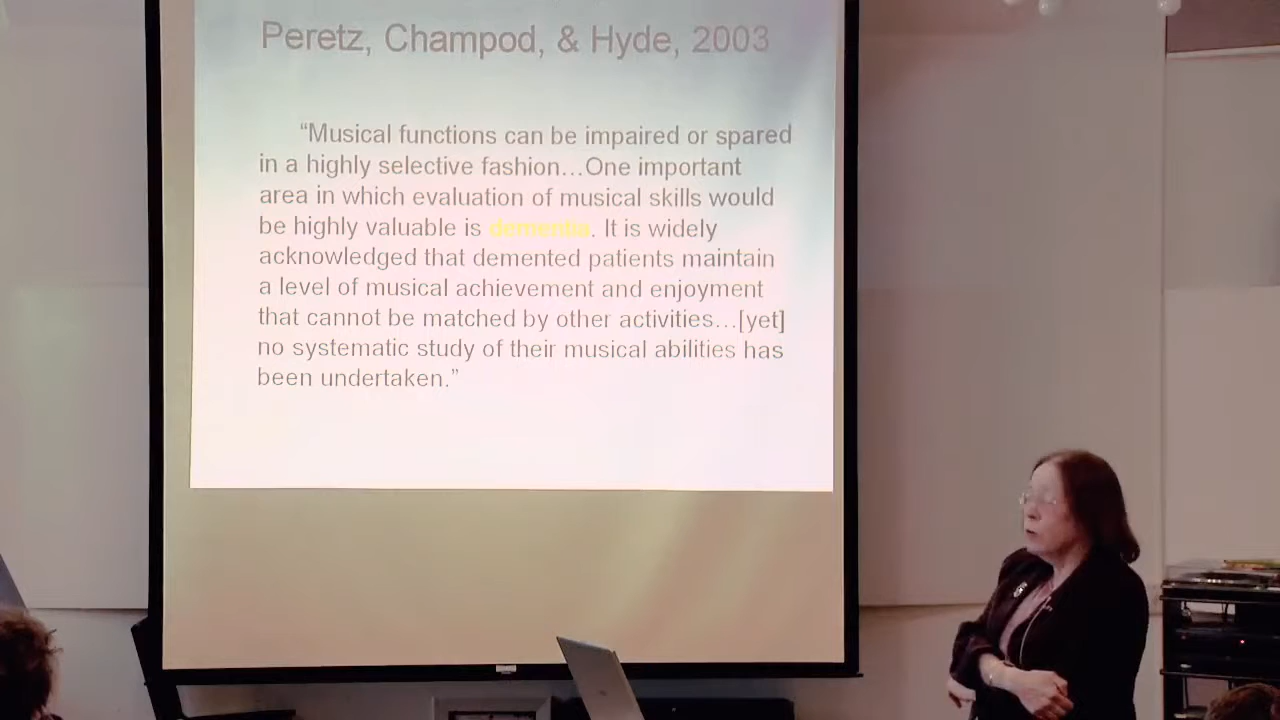 Peretz, Champod, & Hyde, 2003
“Musical functions can be impaired or spared
in a highly selective fashion…One important
area in which evaluation of musical skills would
be highly valuable is dementia. It is widely
acknowledged that demented patients maintain
a level of musical achievement and enjoyment
that cannot be matched by other activities…[yet]
no systematic study of their musical abilities has
been undertaken.”